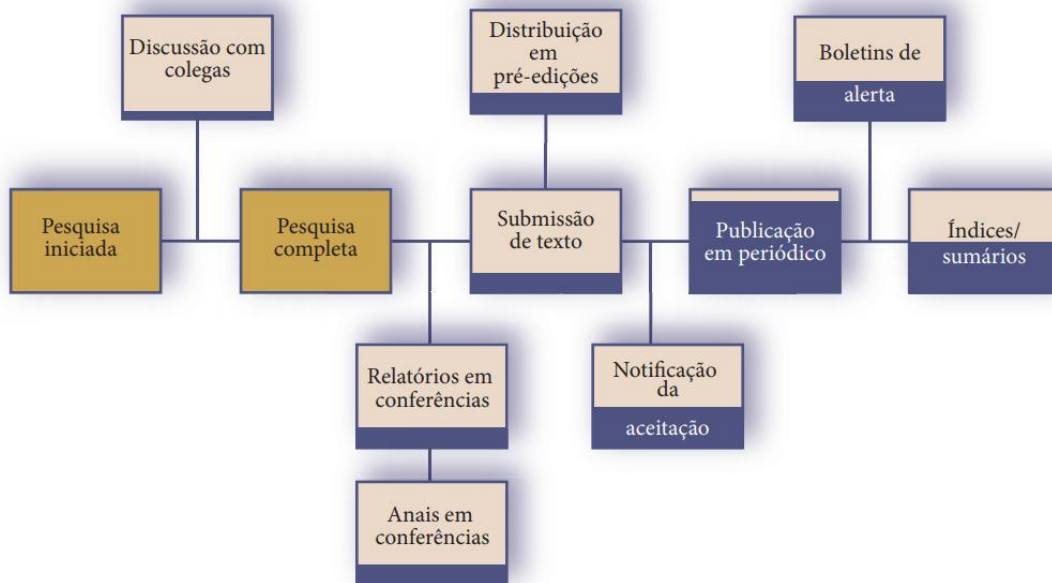 Discussão com
colegas
Distribuição
em
pré-edições
Boletins de
alerta
Pesquisa
iniciada
Pesquisa
completa
Submissão
de texto
Publicação
em periódico
Índices/
sumários
Relatórios em
conferências
Notificação
da
aceitação
Anais em
conferências